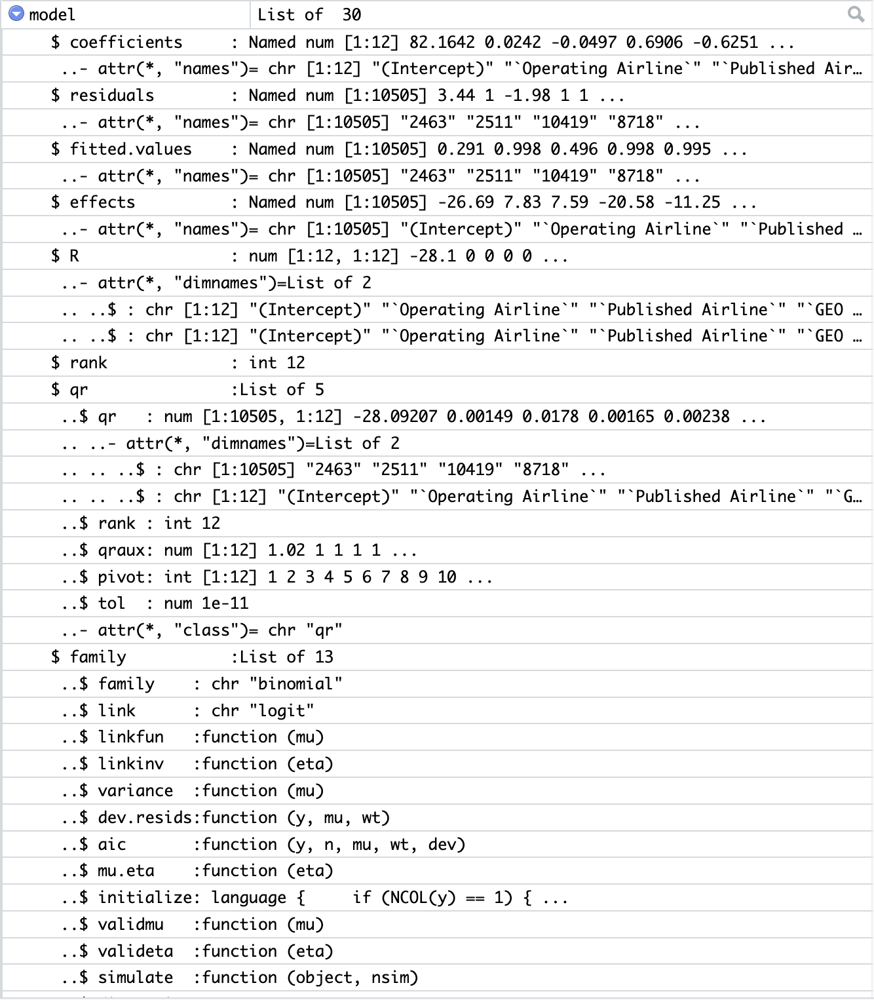 model List of  30
$ coefficients     : Named num [1:12] 82.1642 0.0242 -0.0497 0.6906 -0.6251 ...
..- attr(*, "names")= chr [1:12] "(Intercept)" "`Operating Airline`" "`Published Air…
$ residuals        : Named num [1:10505] 3.44 1 -1.98 1 1 ...
..- attr(*, "names")= chr [1:10505] "2463" "2511" "10419" "8718" ...
$ fitted.values    : Named num [1:10505] 0.291 0.998 0.496 0.998 0.995 ...
..- attr(*, "names")= chr [1:10505] "2463" "2511" "10419" "8718" ...
$ effects          : Named num [1:10505] -26.69 7.83 7.59 -20.58 -11.25 ...
..- attr(*, "names")= chr [1:10505] "(Intercept)" "`Operating Airline`" "`Published …
$ R                : num [1:12, 1:12] -28.1 0 0 0 0 ...
..- attr(*, "dimnames")=List of 2
.. ..$ : chr [1:12] "(Intercept)" "`Operating Airline`" "`Published Airline`" "`GEO …
.. ..$ : chr [1:12] "(Intercept)" "`Operating Airline`" "`Published Airline`" "`GEO …
$ rank             : int 12
$ qr               :List of 5
..$ qr   : num [1:10505, 1:12] -28.09207 0.00149 0.0178 0.00165 0.00238 ...
.. ..- attr(*, "dimnames")=List of 2
.. .. ..$ : chr [1:10505] "2463" "2511" "10419" "8718" ...
.. .. ..$ : chr [1:12] "(Intercept)" "`Operating Airline`" "`Published Airline`" "`G…
..$ rank : int 12
..$ qraux: num [1:12] 1.02 1 1 1 1 ...
..$ pivot: int [1:12] 1 2 3 4 5 6 7 8 9 10 ...
..$ tol  : num 1e-11
..- attr(*, "class")= chr "qr"
$ family           :List of 13
..$ family    : chr "binomial"
..$ link      : chr "logit"
..$ linkfun   :function (mu)
..$ linkinv   :function (eta)
..$ variance  :function (mu)
..$ dev.resids:function (y, mu, wt)
..$ aic       :function (y, n, mu, wt, dev)
..$ mu.eta    :function (eta)
..$ initialize: language {     if (NCOL(y) == 1) { ...
..$ validmu   :function (mu)
..$ valideta  :function (eta)
..$ simulate  :function (object, nsim)